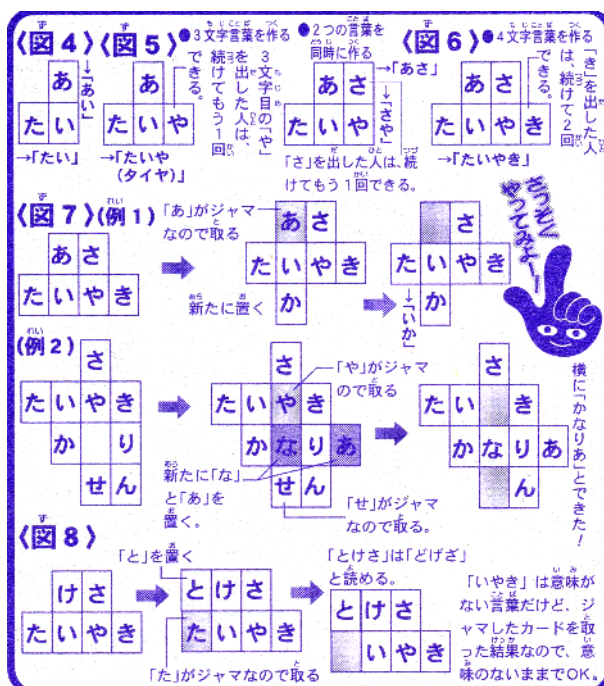 〈図4〉
あ
たい
→「あい」
→「たい」
〈図5〉
●3文字言葉を作る
あ
たいや
→「たいや
(タイヤ)」
3文字目の「や」
を出した人は、
続けてもう1回
できる。
●2つの言葉を
同時に作る
あさ
たいや
→「あさ」
→「さや」
「さ」を出した人は、続
けてもう1回できる。
〈図6〉
●4文字言葉を作る
あさ
たいやき
→「たいやき」
「き」を出した人
は、続けて2回
できる。
さっそく
やってみよー!
〈図7〉(例1)
あさ
たいやき
「あ」がジャマ
なので取る
あさ
たいやき
か
新たに置く
さ
たいやき
か
→「いか」
(例2)
さ
たいやき
かり
せん
さ
たいやき
かなりあ
せん
「や」がジャマ
ので取る
新たに「な」
と「あ」を
置く。
「せ」がジャマ
なので取る。
さ
たいき
かなりあ
ん
横に「かなりあ」とできた!
〈図8〉
けさ
たいやき
「と」を置く
とけさ
たいやき
「た」がジャマなので取る
「とけさ」は「どげざ」
と読める。
とけさ
いやき
「いやき」は意味が
ない言葉だけど、ジ
ャマしたカードを取
った結果なので、意
味のないままでOK。